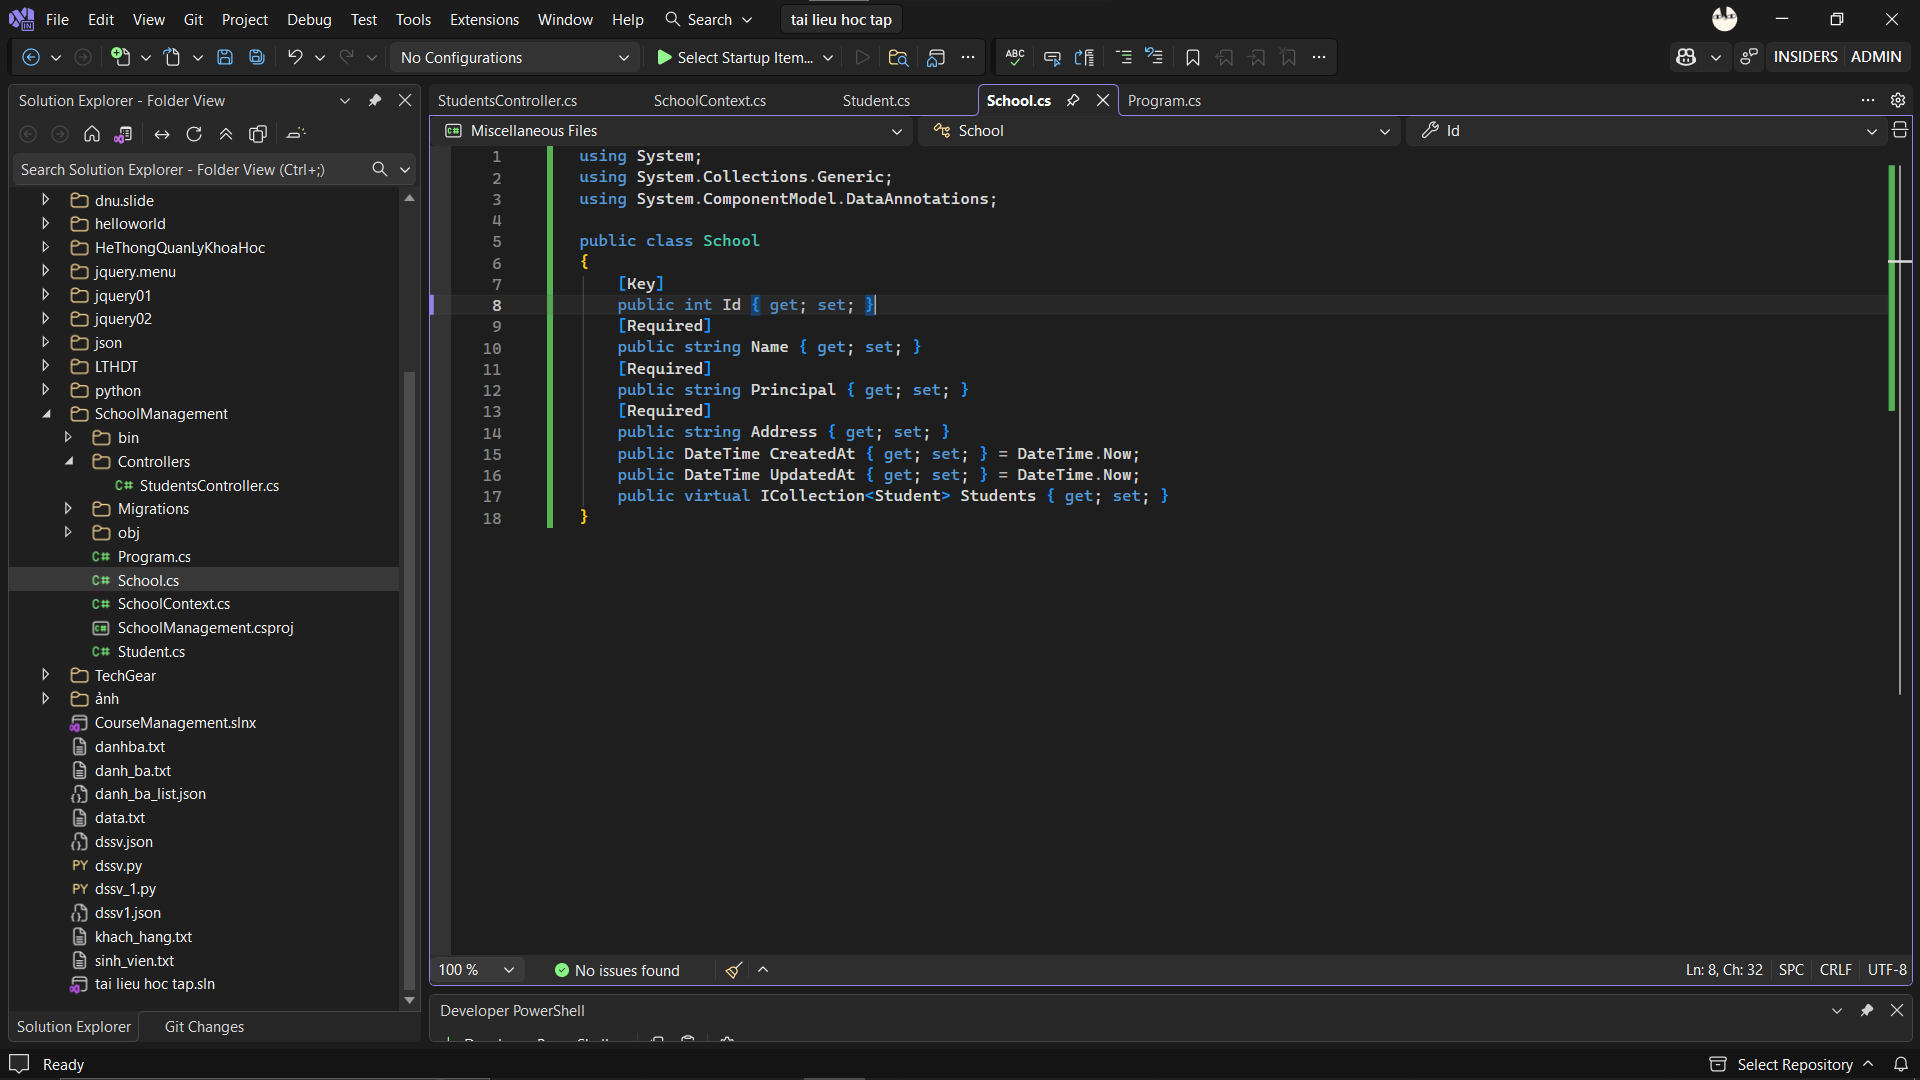 File Edit View Git Project Debug Test Tools Extensions Window Help Search tai lieu hoc tap
No Configurations Select Startup Item... INSIDERS ADMIN
Solution Explorer - Folder View
Search Solution Explorer - Folder View (Ctrl+;)
dnu.slide
helloworld
HeThongQuanLyKhoaHoc
jquery.menu
jquery01
jquery02
json
LTHDT
python
SchoolManagement
bin
Controllers
C# StudentsController.cs
Migrations
obj
C# Program.cs
C# School.cs
C# SchoolContext.cs
SchoolManagement.csproj
C# Student.cs
TechGear
ảnh
CourseManagement.slnx
danhba.txt
danh_ba.txt
danh_ba_list.json
data.txt
dssv.json
PY dssv.py
PY dssv_1.py
dssv1.json
khach_hang.txt
sinh_vien.txt
tai lieu hoc tap.sln
Solution Explorer Git Changes
StudentsController.cs SchoolContext.cs Student.cs School.cs Program.cs
Miscellaneous Files School Id
1 using System;
2 using System.Collections.Generic;
3 using System.ComponentModel.DataAnnotations;
4
5 public class School
6 {
7 [Key]
8 public int Id { get; set; }
9 [Required]
10 public string Name { get; set; }
11 [Required]
12 public string Principal { get; set; }
13 [Required]
14 public string Address { get; set; }
15 public DateTime CreatedAt { get; set; } = DateTime.Now;
16 public DateTime UpdatedAt { get; set; } = DateTime.Now;
17 public virtual ICollection<Student> Students { get; set; }
18 }
100 % No issues found Ln: 8, Ch: 32 SPC CRLF UTF-8
Developer PowerShell
Ready Select Repository